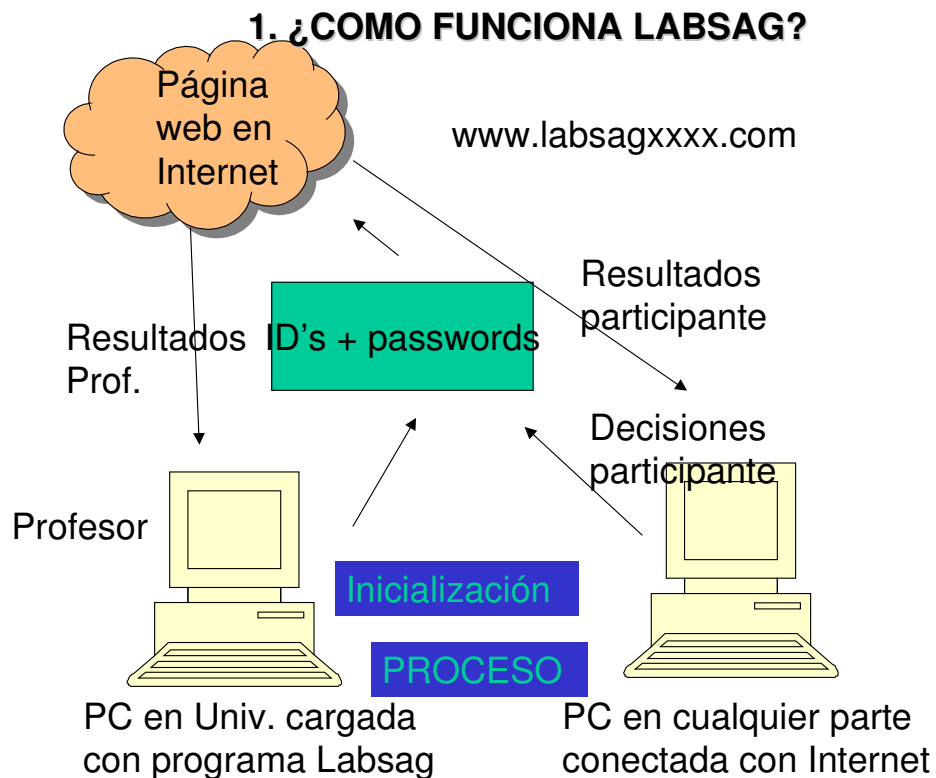 1. ¿COMO FUNCIONA LABSAG?
Página
web en
Internet
www.labsagxxxx.com
Resultados
participante
Resultados
Prof.
ID's + passwords
Decisiones
participante
Profesor
Inicialización
PROCESO
PC en Univ. cargada
con programa Labsag
PC en cualquier parte
conectada con Internet